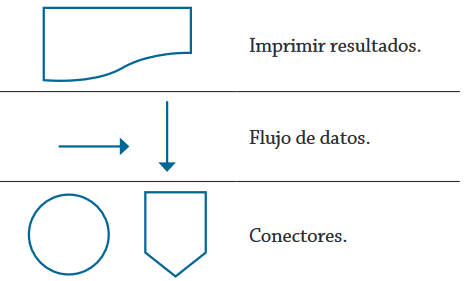 Imprimir resultados.
Flujo de datos.
Conectores.